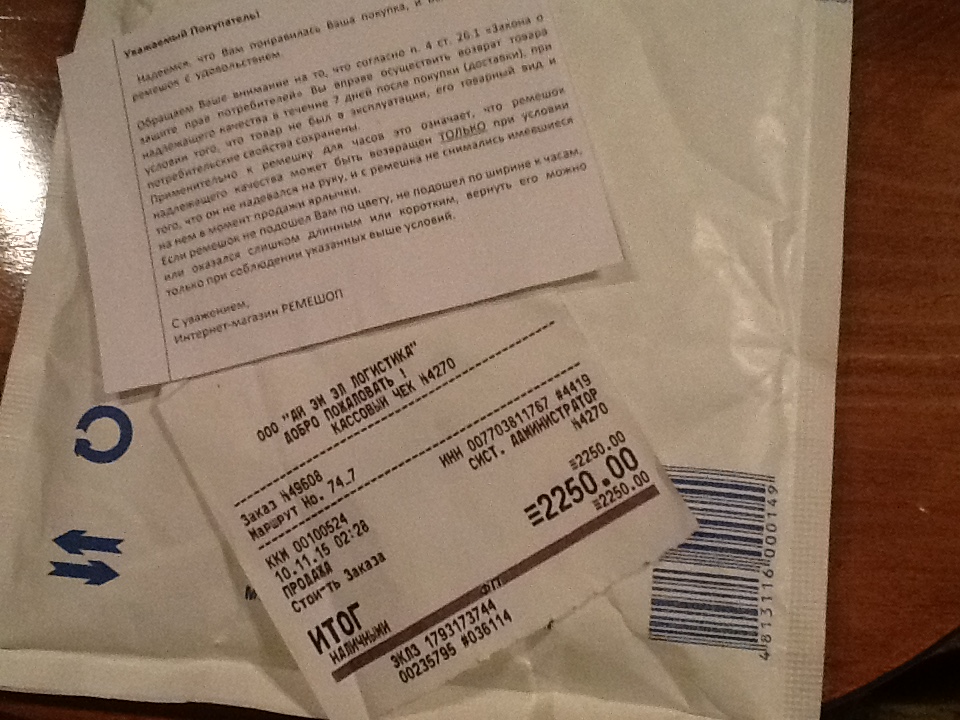 Уважаемый Покупатель!
Надеемся, что Вам понравилась Ваша покупка, и
ремешок с удовольствием.
Обращаем Ваше внимание на то, что согласно п. 4 ст. 26.1 «Закона о
защите прав потребителей» Вы вправе осуществить возврат товара
надлежащего качества в течение 7 дней после покупки (доставки), при
условии того, что товар не был в эксплуатации, его товарный вид и
потребительские свойства сохранены.
Применительно к ремешку для часов это означает, что ремешок
надлежащего качества может быть возвращен ТОЛЬКО при условии
того, что он не надевался на руку, и с ремешка не снимались имевшиеся
на нем в момент продажи ярлычки.
Если ремешок не подошел Вам по цвету, не подошел по ширине к часам,
или оказался слишком длинным или коротким, вернуть его можно
только при соблюдении указанных выше условий.
С уважением,
Интернет-магазин РЕМЕШОП
ООО "ДИ ЭМ ЭЛ ЛОГИСТИКА"
ДОБРО ПОЖАЛОВАТЬ !
КАССОВЫЙ ЧЕК №4270
Заказ №49608
Маршрут No. 74_7
ККМ 00100524 ИНН 007703811767 #4419
10.11.15 02:28 СИСТ. АДМИНИСТРАТОР
ПРОДАЖА №4270
Стои-ть Заказа ≡2250.00
ИТОГ ≡2250.00
НАЛИЧНЫМИ ≡2250.00
ФП
ЭКЛЗ 1793173744
00235795 #036114
4813116000149